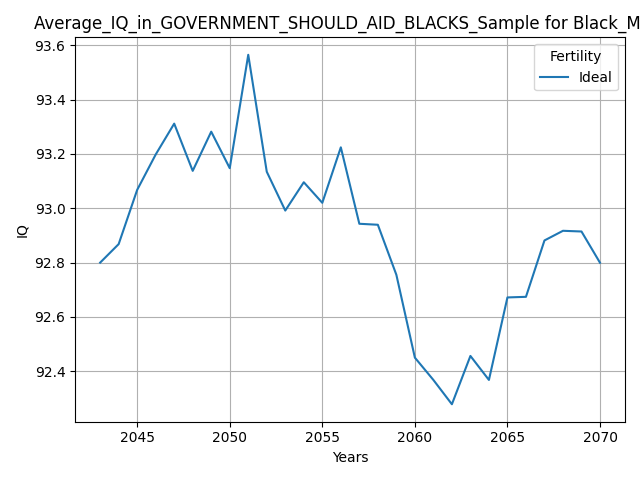 Average_IQ_in_GOVERNMENT_SHOULD_AID_BLACKS_Sample for Black_M
93.6
93.4
93.2
93.0
92.8
92.6
92.4
IQ
Fertility
Ideal
2045 2050 2055 2060 2065 2070
Years